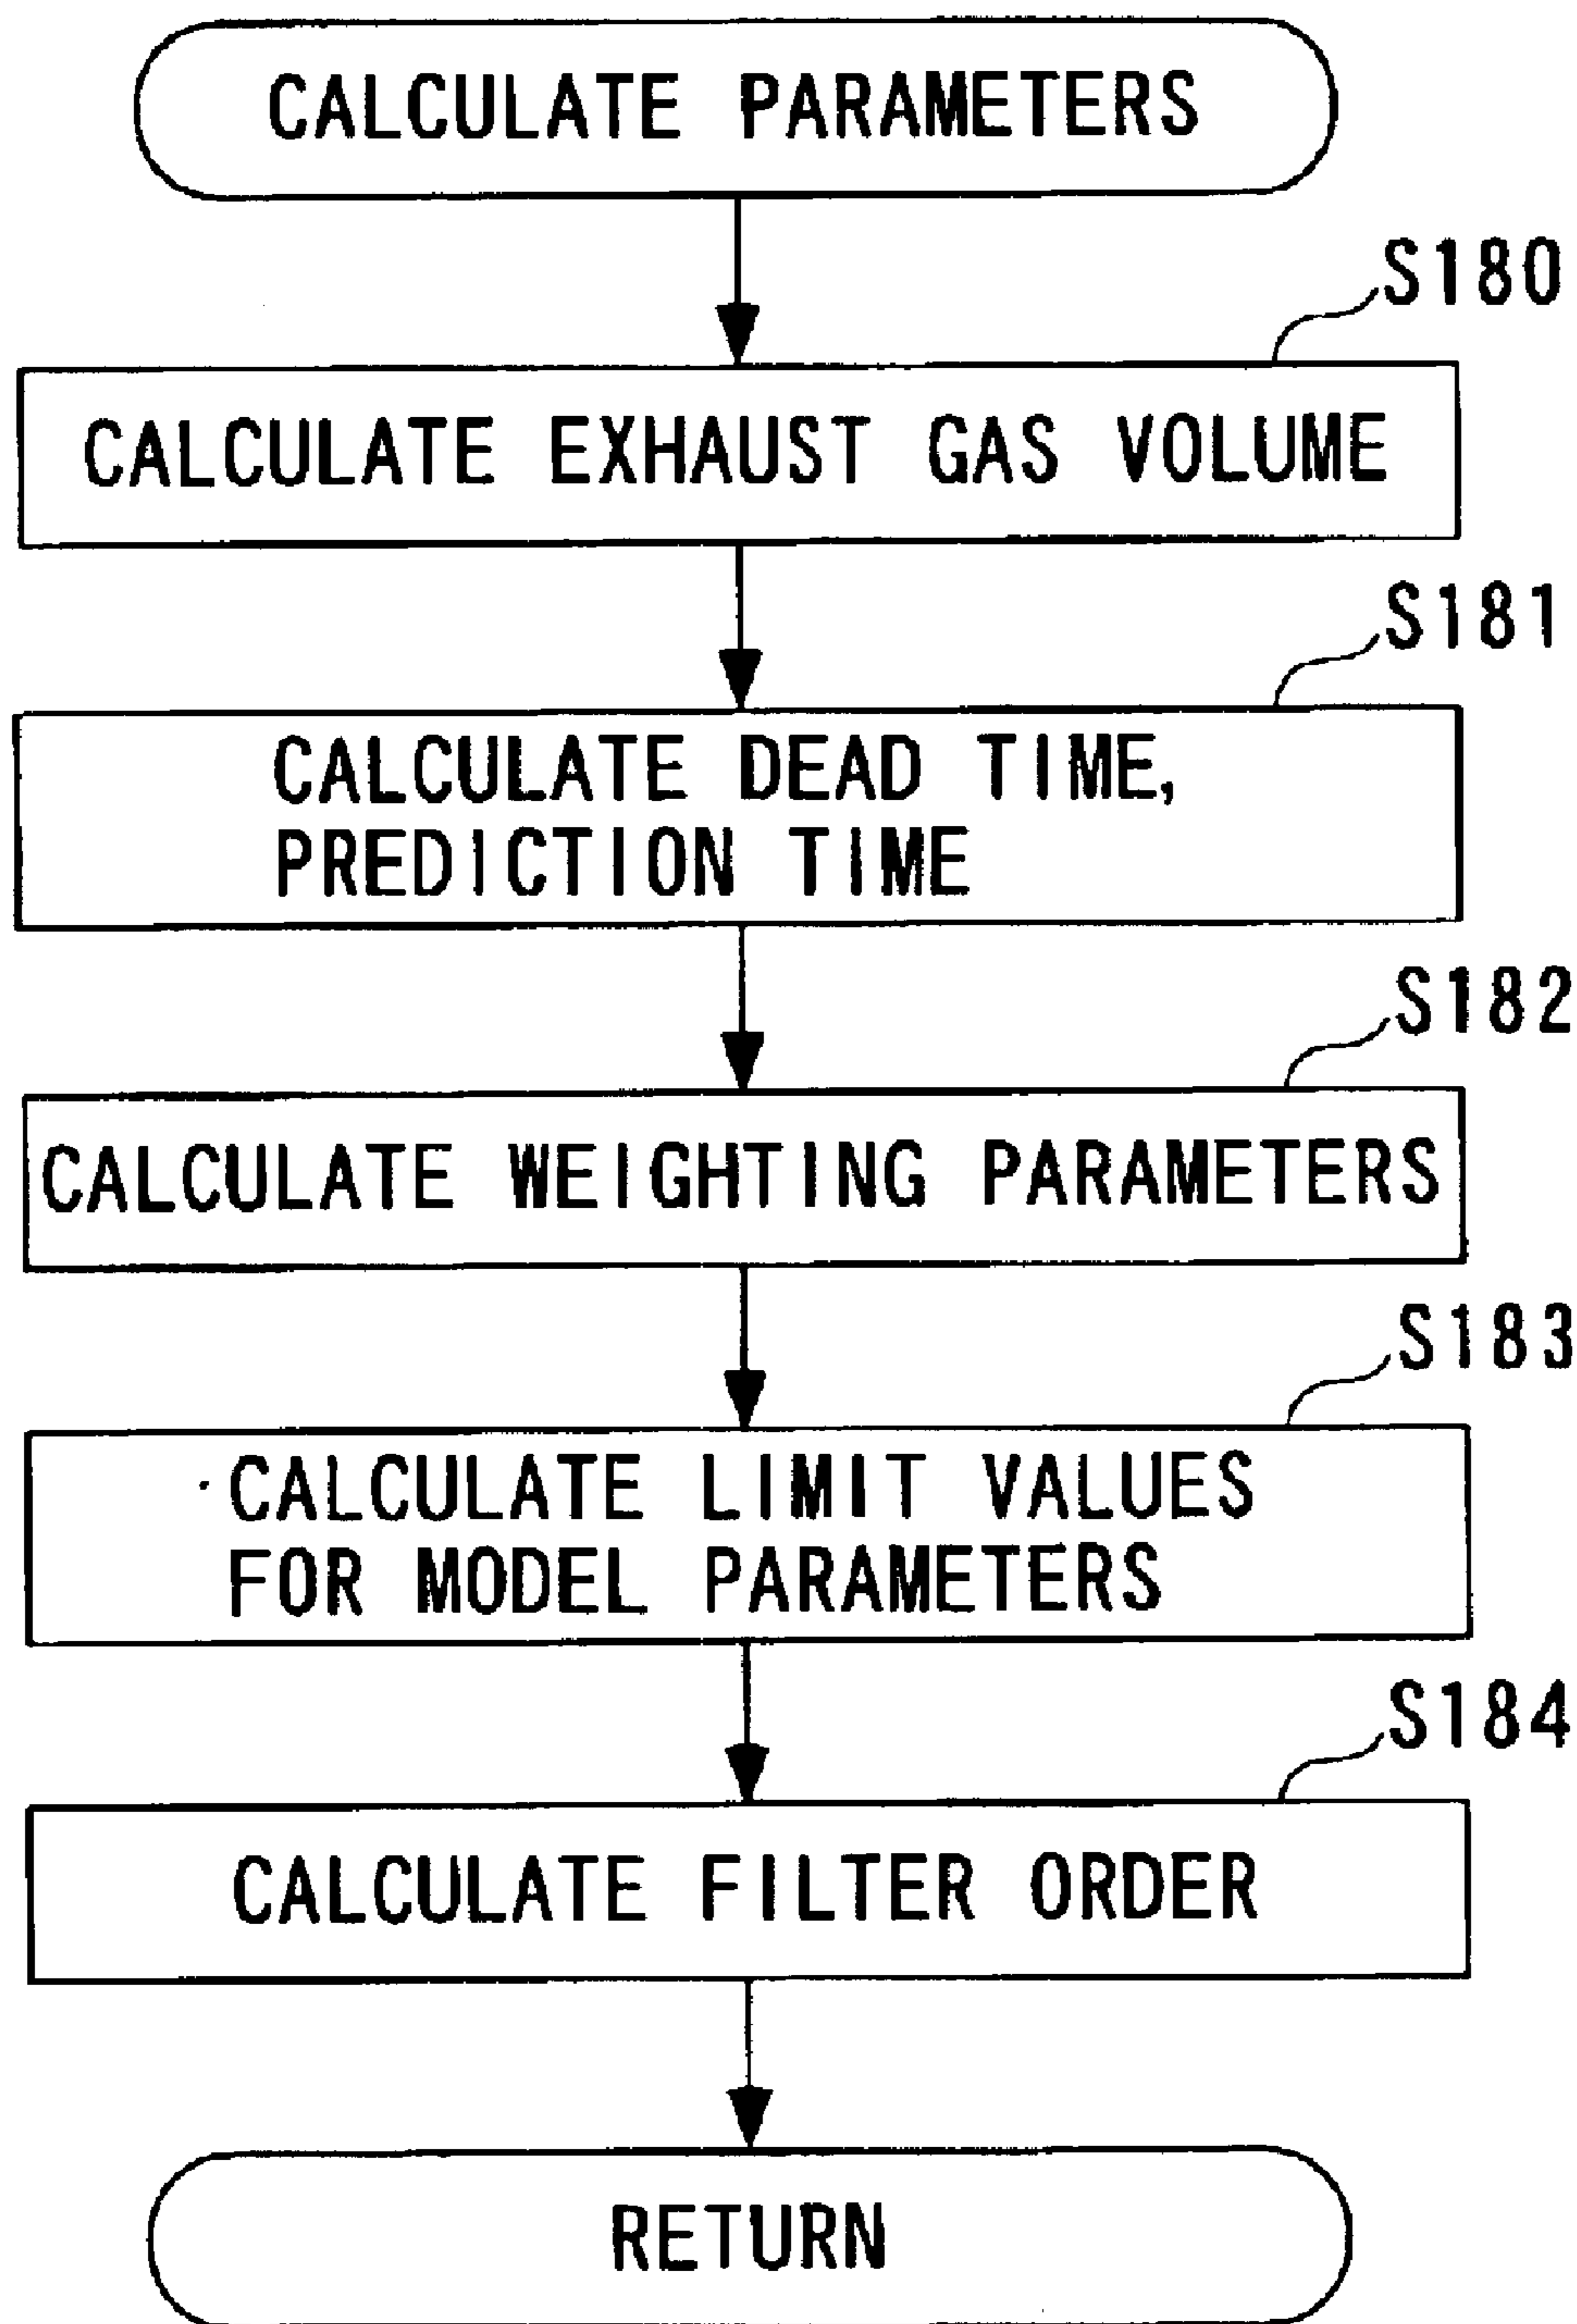 CALCULATE PARAMETERS
S180
CALCULATE EXHAUST GAS VOLUME
S181
CALCULATE DEAD TIME,
PREDICTION TIME
S182
CALCULATE WEIGHTING PARAMETERS
S183
CALCULATE LIMIT VALUES
FOR MODEL PARAMETERS
S184
CALCULATE FILTER ORDER
RETURN